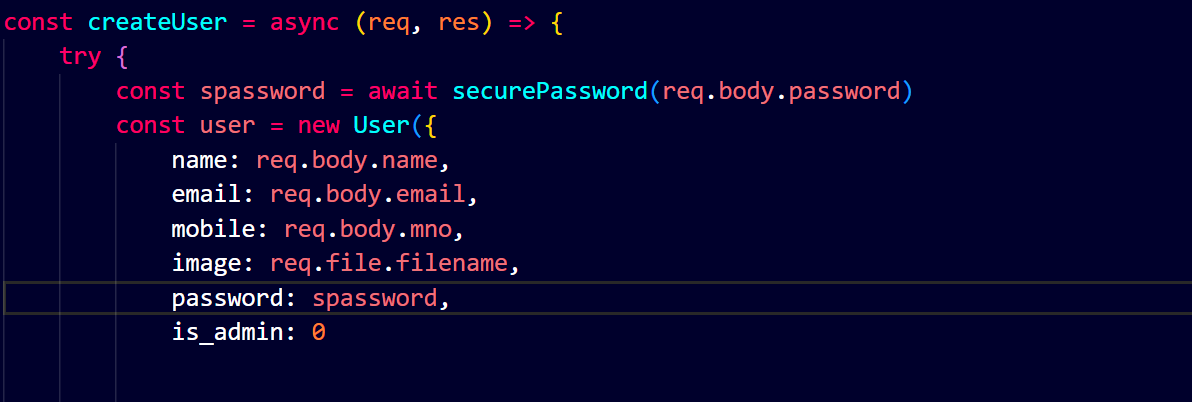 const createUser = async (req, res) => {
try {
const spassword = await securePassword(req.body.password)
const user = new User({
name: req.body.name,
email: req.body.email,
mobile: req.body.mno,
image: req.file.filename,
password: spassword,
is_admin: 0